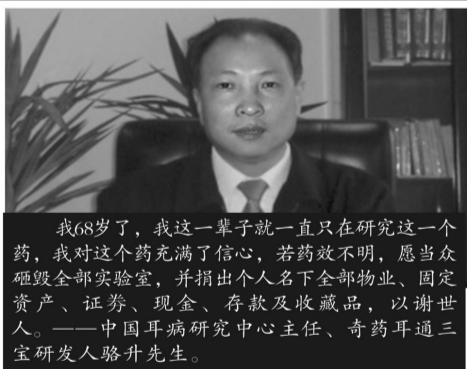 我68岁了，我这一辈子就一直只在研究这一个
药，我对这个药充满了信心，若药效不明，愿当众
砸毁全部实验室，并捐出个人名下全部物业、固定
资产、证券、现金、存款及收藏品，以谢世
人。——中国耳病研究中心主任、奇药耳通三
宝研发人骆升先生。